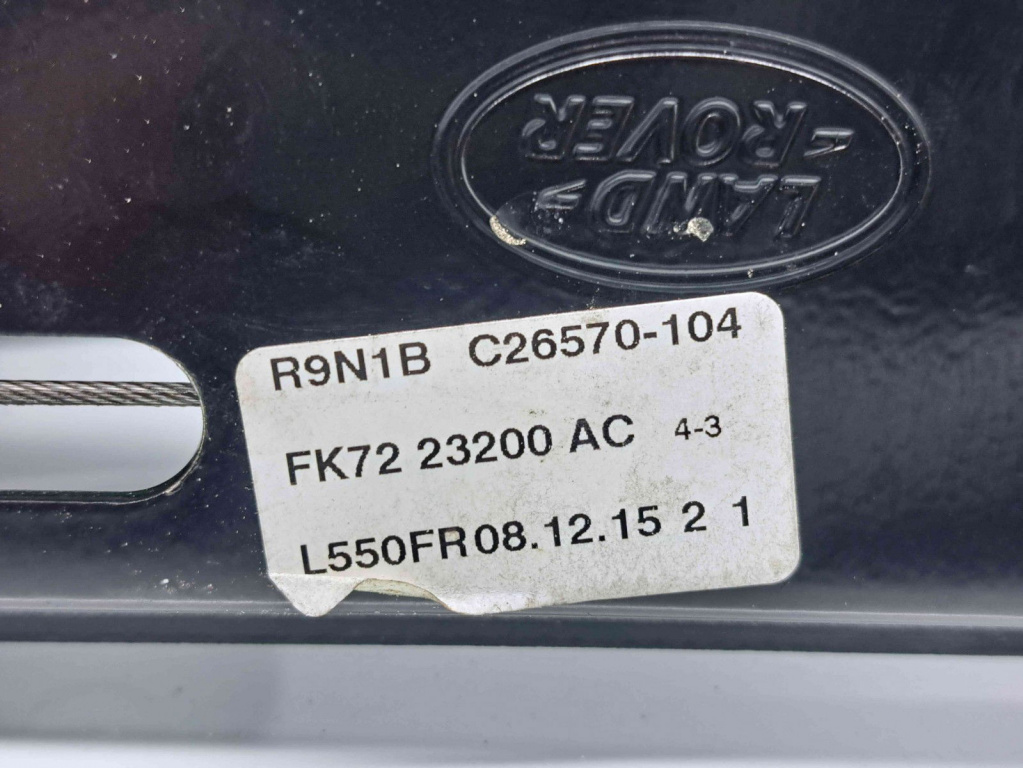 LAND
ROVER
R9N1B C26570-104
FK72 23200 AC 4-3
L550FR08.12.15 2 1